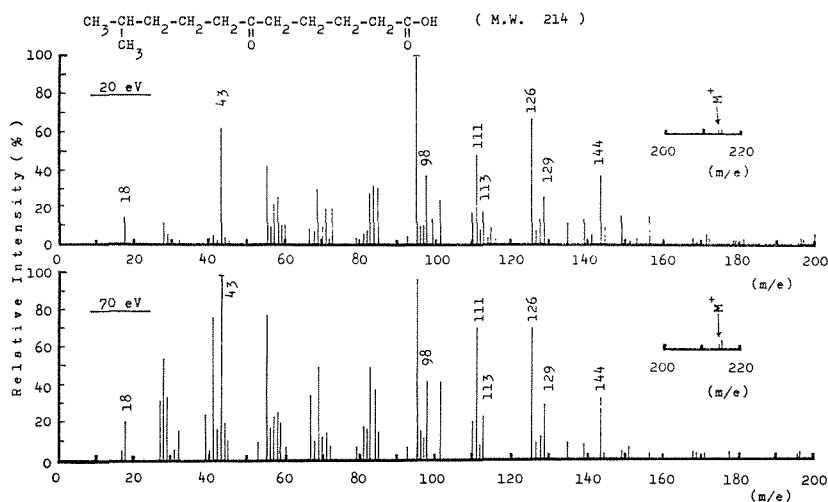 CH3-CH-CH2-CH2-CH2-C-CH2-CH2-CH2-CH2-C-OH ( M.W. 214 )
CH3 O O
100
80
60
40
20
0
20 eV
18
43
98
111
113
126
129
144
M+
200 220
(m/e)
0 20 40 60 80 100 120 140 160 180 200
(m/e)
Relative Intensity (%)
100
80
60
40
20
0
70 eV
18
43
98
111
113
126
129
144
M+
200 220
(m/e)
0 20 40 60 80 100 120 140 160 180 200
(m/e)